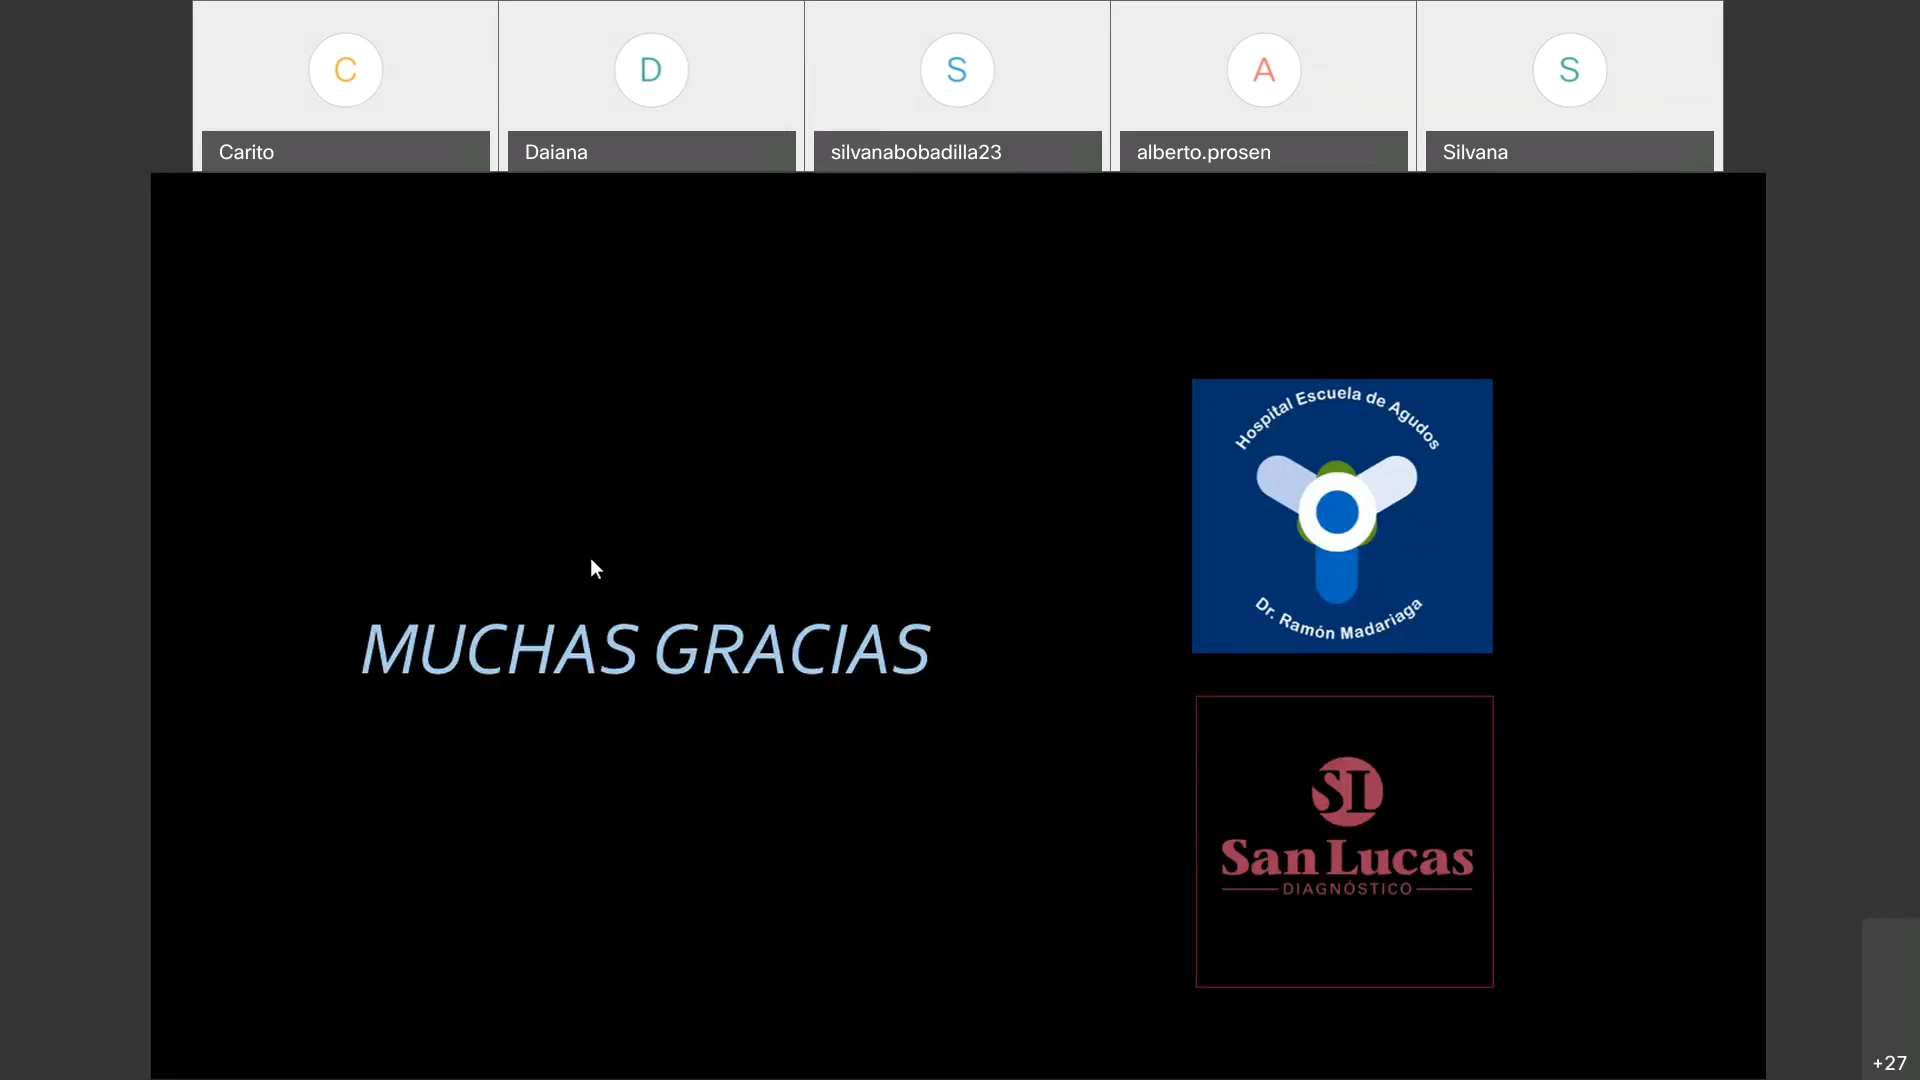 C
D
S
A
S
Carito
Daiana
silvanabobadilla23
alberto.prosen
Silvana
Hospital Escuela de Agudos
Dr. Ramón Madariaga
MUCHAS GRACIAS
SL
San Lucas
DIAGNÓSTICO
+27